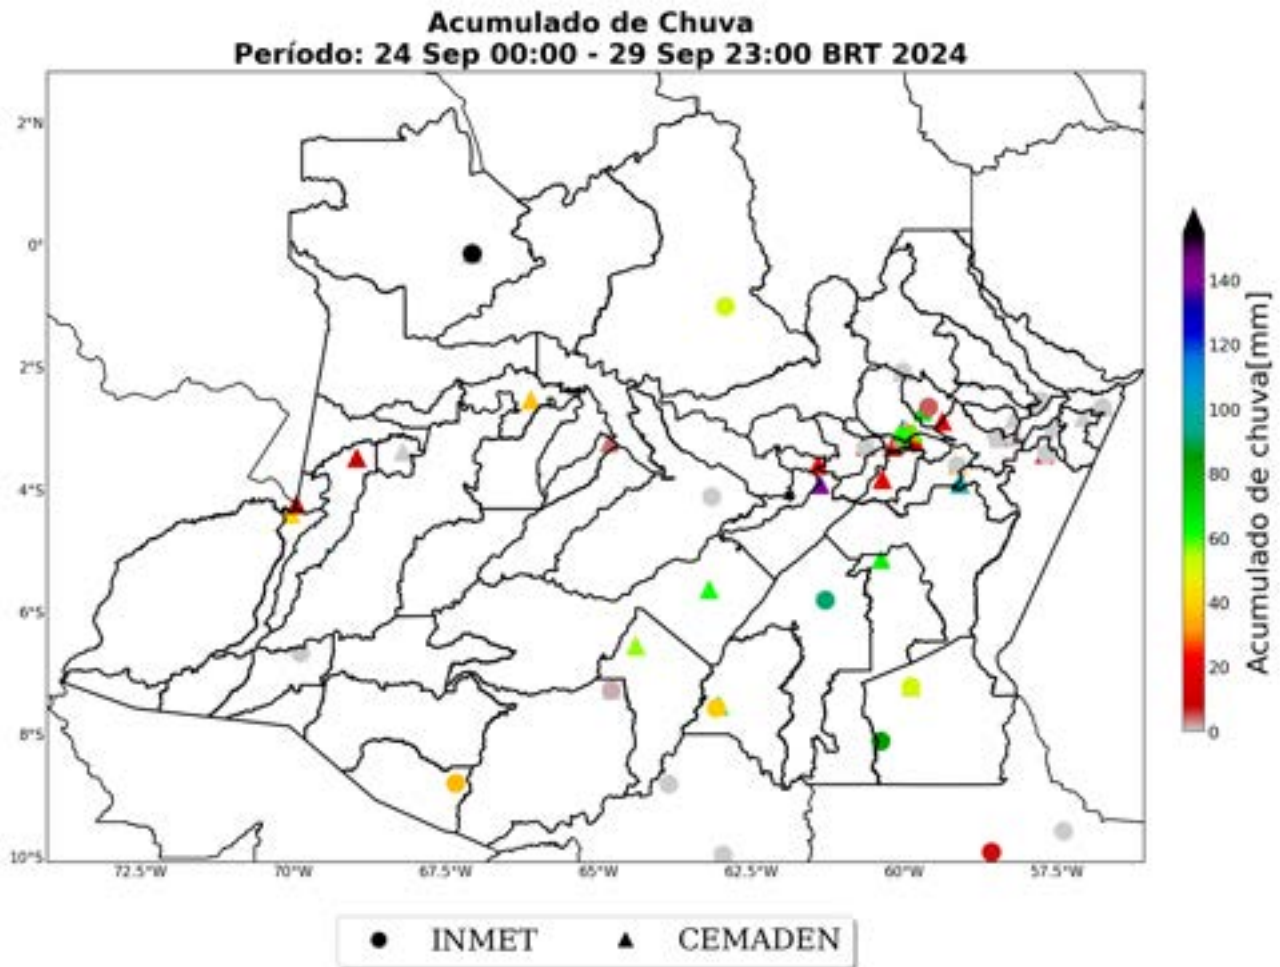 Acumulado de Chuva
Período: 24 Sep 00:00 - 29 Sep 23:00 BRT 2024
2°N
0°
2°S
4°S
6°S
8°S
10°S
72.5°W 70°W 67.5°W 65°W 62.5°W 60°W 57.5°W
140
120
100
80
60
40
20
0
Acumulado de chuva[mm]
INMET CEMADEN